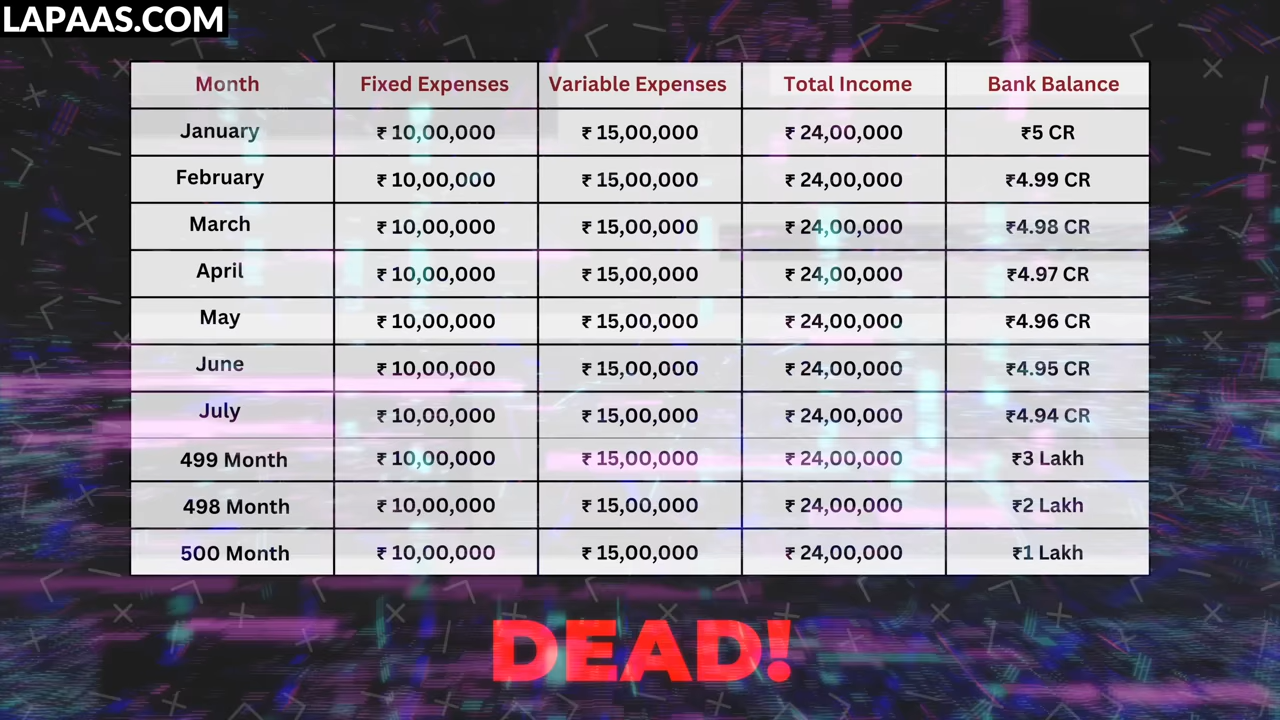 LAPAAS.COM
Month Fixed Expenses Variable Expenses Total Income Bank Balance
January ₹ 10,00,000 ₹ 15,00,000 ₹ 24,00,000 ₹5 CR
February ₹ 10,00,000 ₹ 15,00,000 ₹ 24,00,000 ₹4.99 CR
March ₹ 10,00,000 ₹ 15,00,000 ₹ 24,00,000 ₹4.98 CR
April ₹ 10,00,000 ₹ 15,00,000 ₹ 24,00,000 ₹4.97 CR
May ₹ 10,00,000 ₹ 15,00,000 ₹ 24,00,000 ₹4.96 CR
June ₹ 10,00,000 ₹ 15,00,000 ₹ 24,00,000 ₹4.95 CR
July ₹ 10,00,000 ₹ 15,00,000 ₹ 24,00,000 ₹4.94 CR
499 Month ₹ 10,00,000 ₹ 15,00,000 ₹ 24,00,000 ₹3 Lakh
498 Month ₹ 10,00,000 ₹ 15,00,000 ₹ 24,00,000 ₹2 Lakh
500 Month ₹ 10,00,000 ₹ 15,00,000 ₹ 24,00,000 ₹1 Lakh
DEAD!